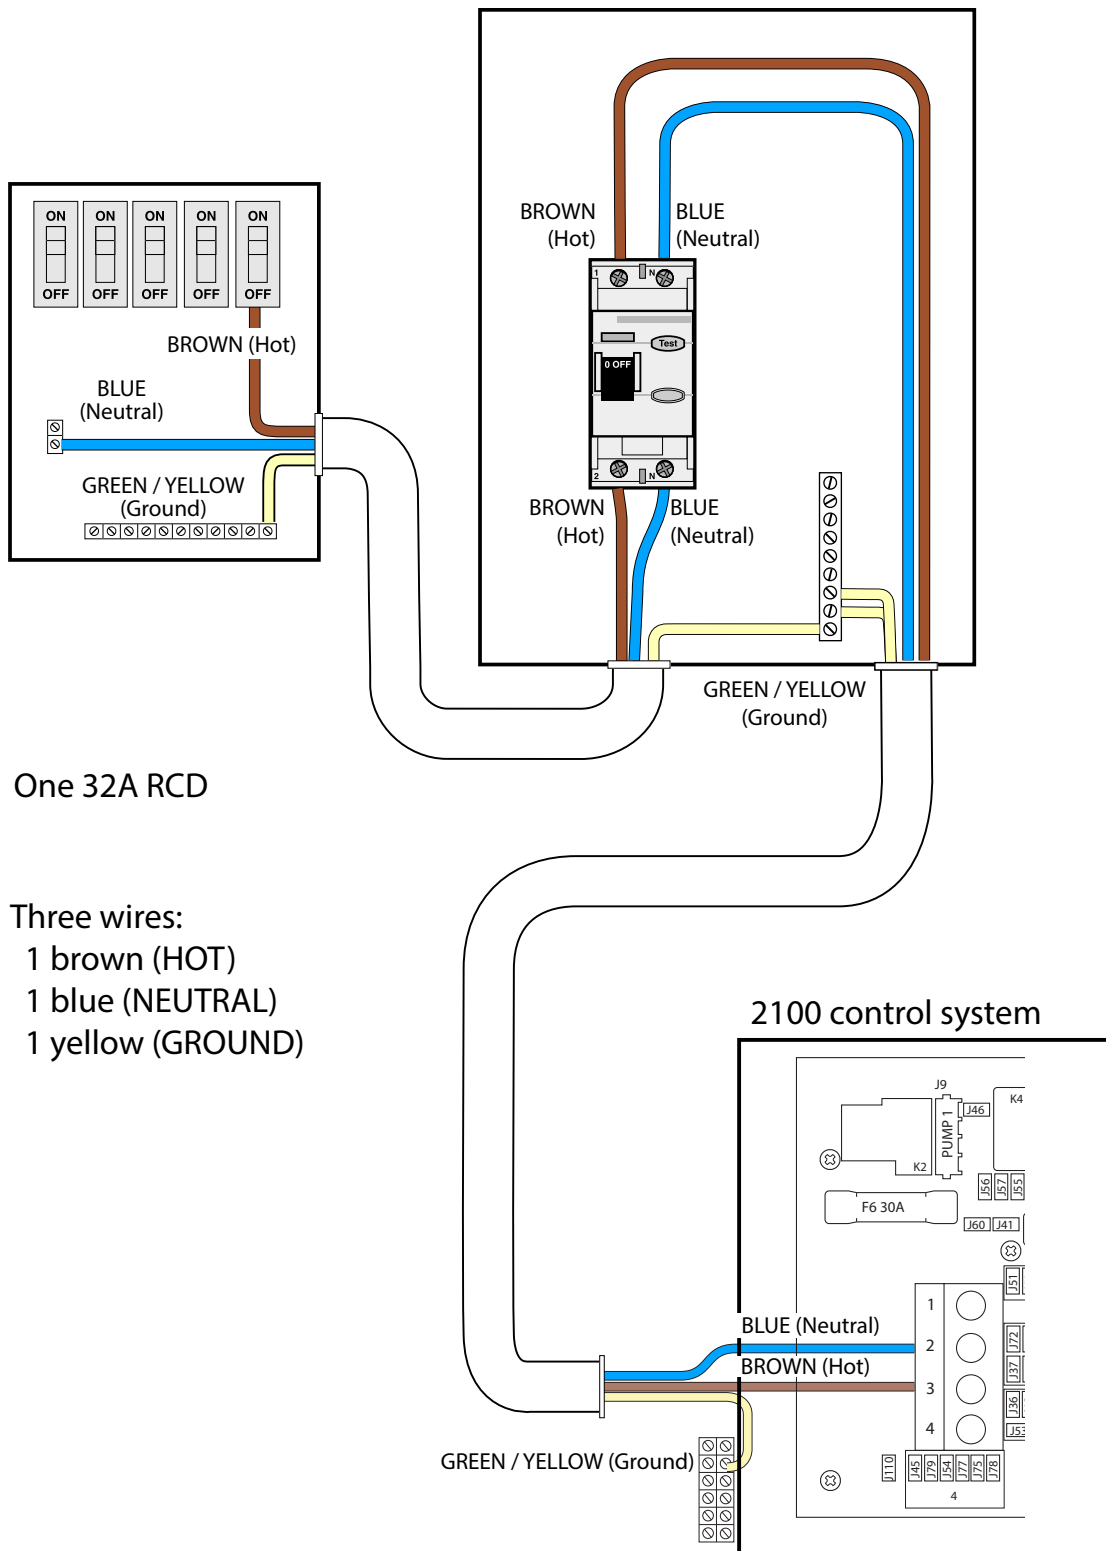 ON ON ON ON ON
OFF OFF OFF OFF OFF
BROWN (Hot)
BLUE
(Neutral)
GREEN / YELLOW
(Ground)
BROWN
(Hot)
BLUE
(Neutral)
1 N
Test
0 OFF
2 N
BROWN
(Hot)
BLUE
(Neutral)
GREEN / YELLOW
(Ground)
One 32A RCD
Three wires:
1 brown (HOT)
1 blue (NEUTRAL)
1 yellow (GROUND)
2100 control system
J9
J46
K4
PUMP 1
K2
J56
J57
J55
F6 30A
J60
J41
J51
1
2
3
4
BLUE (Neutral)
BROWN (Hot)
J72
J37
J36
J53
GREEN / YELLOW (Ground)
J110
J45
J79
J54
J77
J75
J78
4